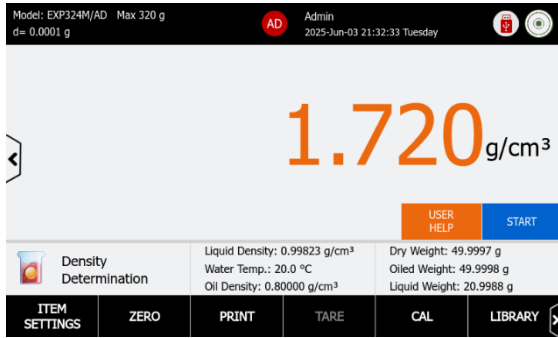 Model: EXP324M/AD Max 320 g
d= 0.0001 g
AD
Admin
2025-Jun-03 21:32:33 Tuesday
1.720 g/cm³
USER
HELP
START
Density
Determination
Liquid Density: 0.99823 g/cm³
Water Temp.: 20.0 °C
Oil Density: 0.80000 g/cm³
Dry Weight: 49.9997 g
Oiled Weight: 49.9998 g
Liquid Weight: 20.9988 g
ITEM
SETTINGS
ZERO
PRINT
TARE
CAL
LIBRARY